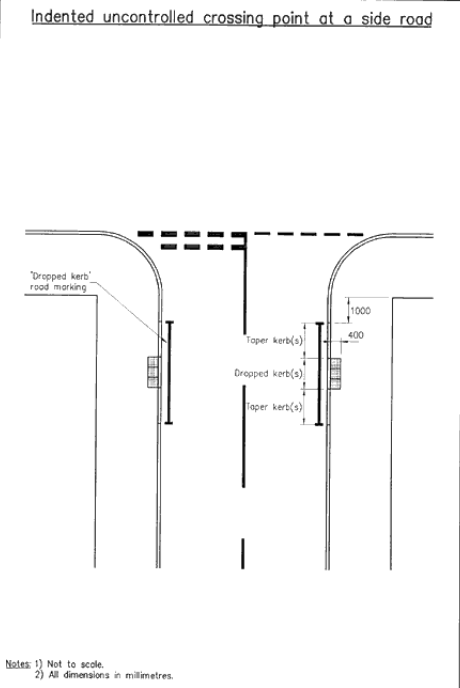 Indented uncontrolled crossing point at a side road
"Dropped kerb"
road marking
1000
Taper kerb(s)
400
Dropped kerb(s)
Taper kerb(s)
Notes: 1) Not to scale.
2) All dimensions in millimetres.